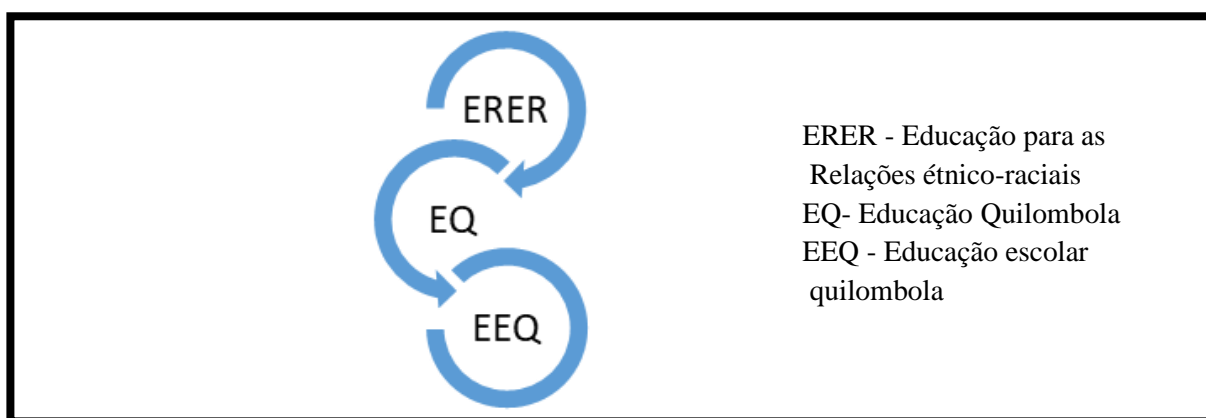 ERER
EQ
EEQ
ERER - Educação para as
Relações étnico-raciais
EQ- Educação Quilombola
EEQ - Educação escolar
quilombola